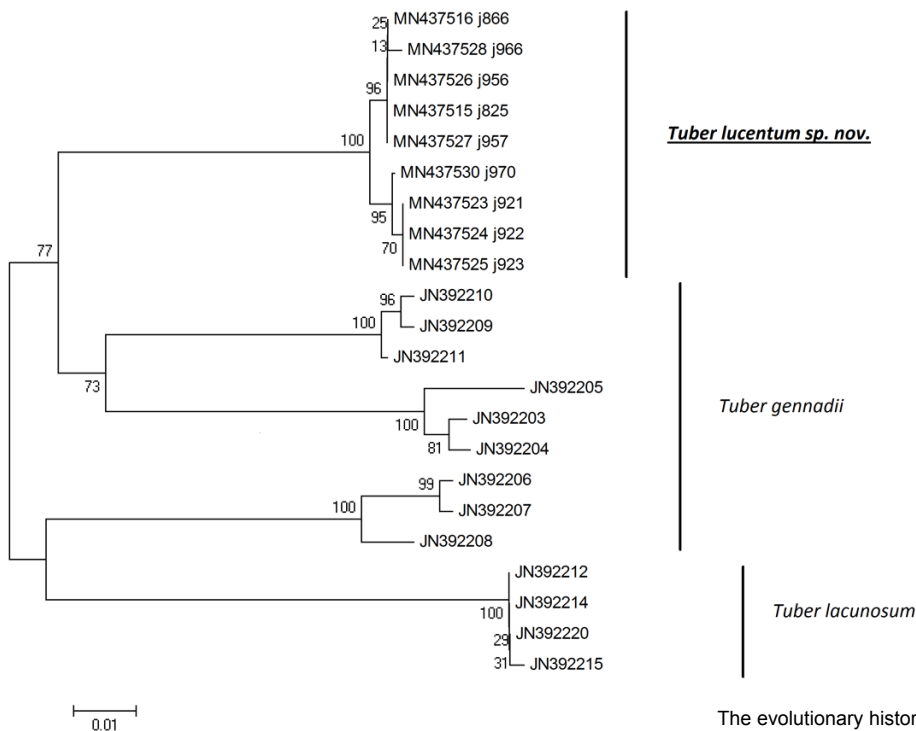 25
MN437516 j866
13
MN437528 j966
96
MN437526 j956
MN437515 j825
100
MN437527 j957
Tuber lucentum sp. nov.
MN437530 j970
95
MN437523 j921
70
MN437524 j922
MN437525 j923
77
96
JN392210
100
JN392209
JN392211
73
JN392205
100
JN392203
81
JN392204
Tuber gennadii
99
JN392206
100
JN392207
JN392208
JN392212
100
JN392214
29
JN392220
31
JN392215
Tuber lacunosum
0.01
The evolutionary histor